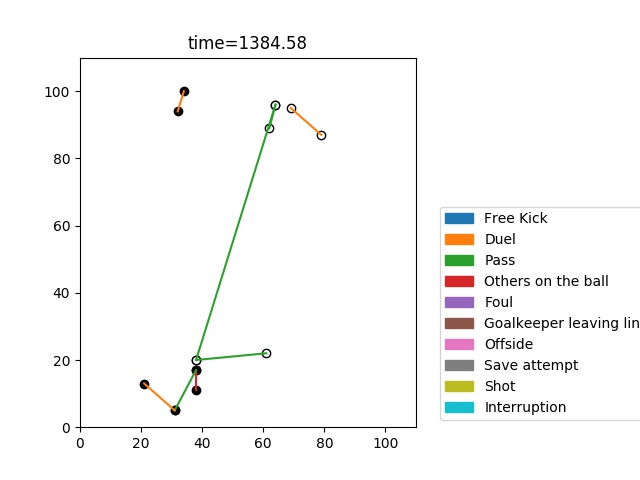 time=1384.58
100
80
60
40
20
0
0 20 40 60 80 100
Free Kick
Duel
Pass
Others on the ball
Foul
Goalkeeper leaving lin
Offside
Save attempt
Shot
Interruption